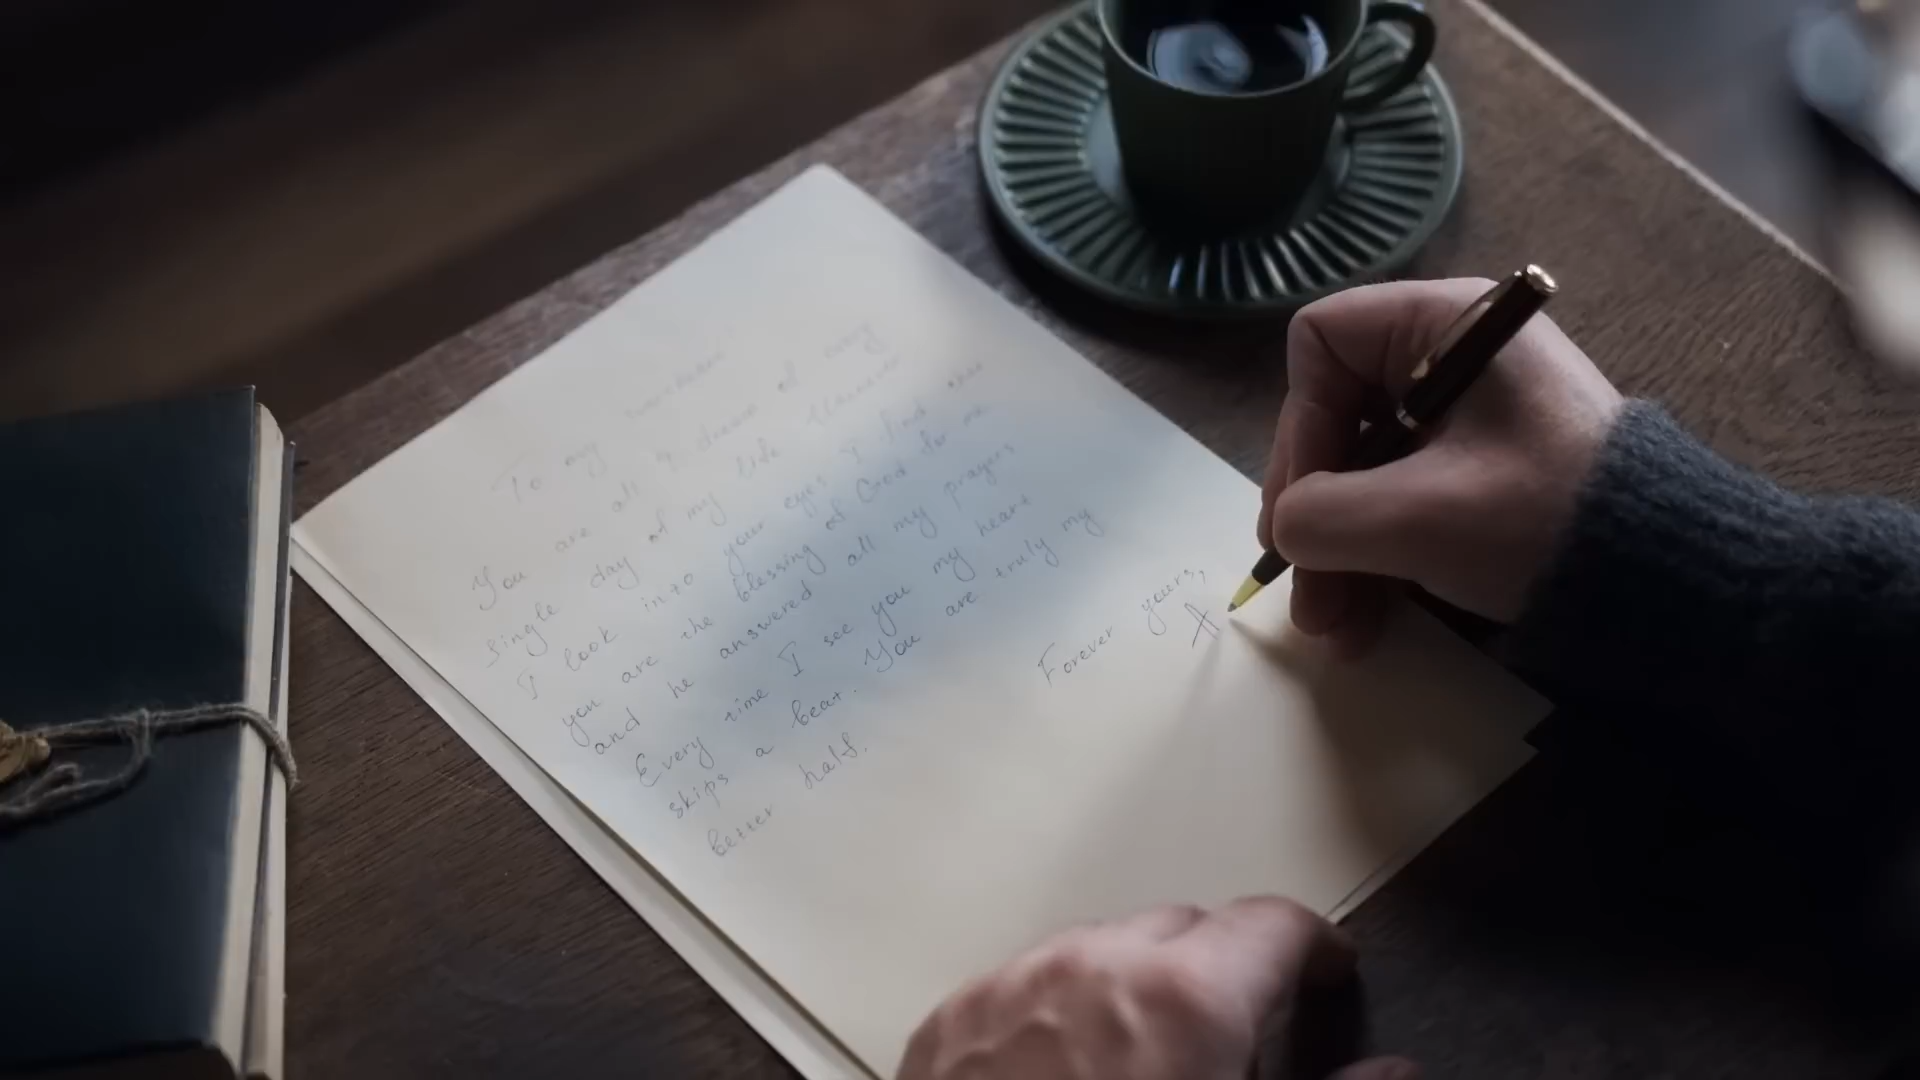 To my
You are all I dream of every
single day of my life
I look into your eyes I find
you are the blessing of God for me
and he answered all my prayers
Every time I see you my heart
skips a beat. You are truly my
better half.
Forever yours,
A